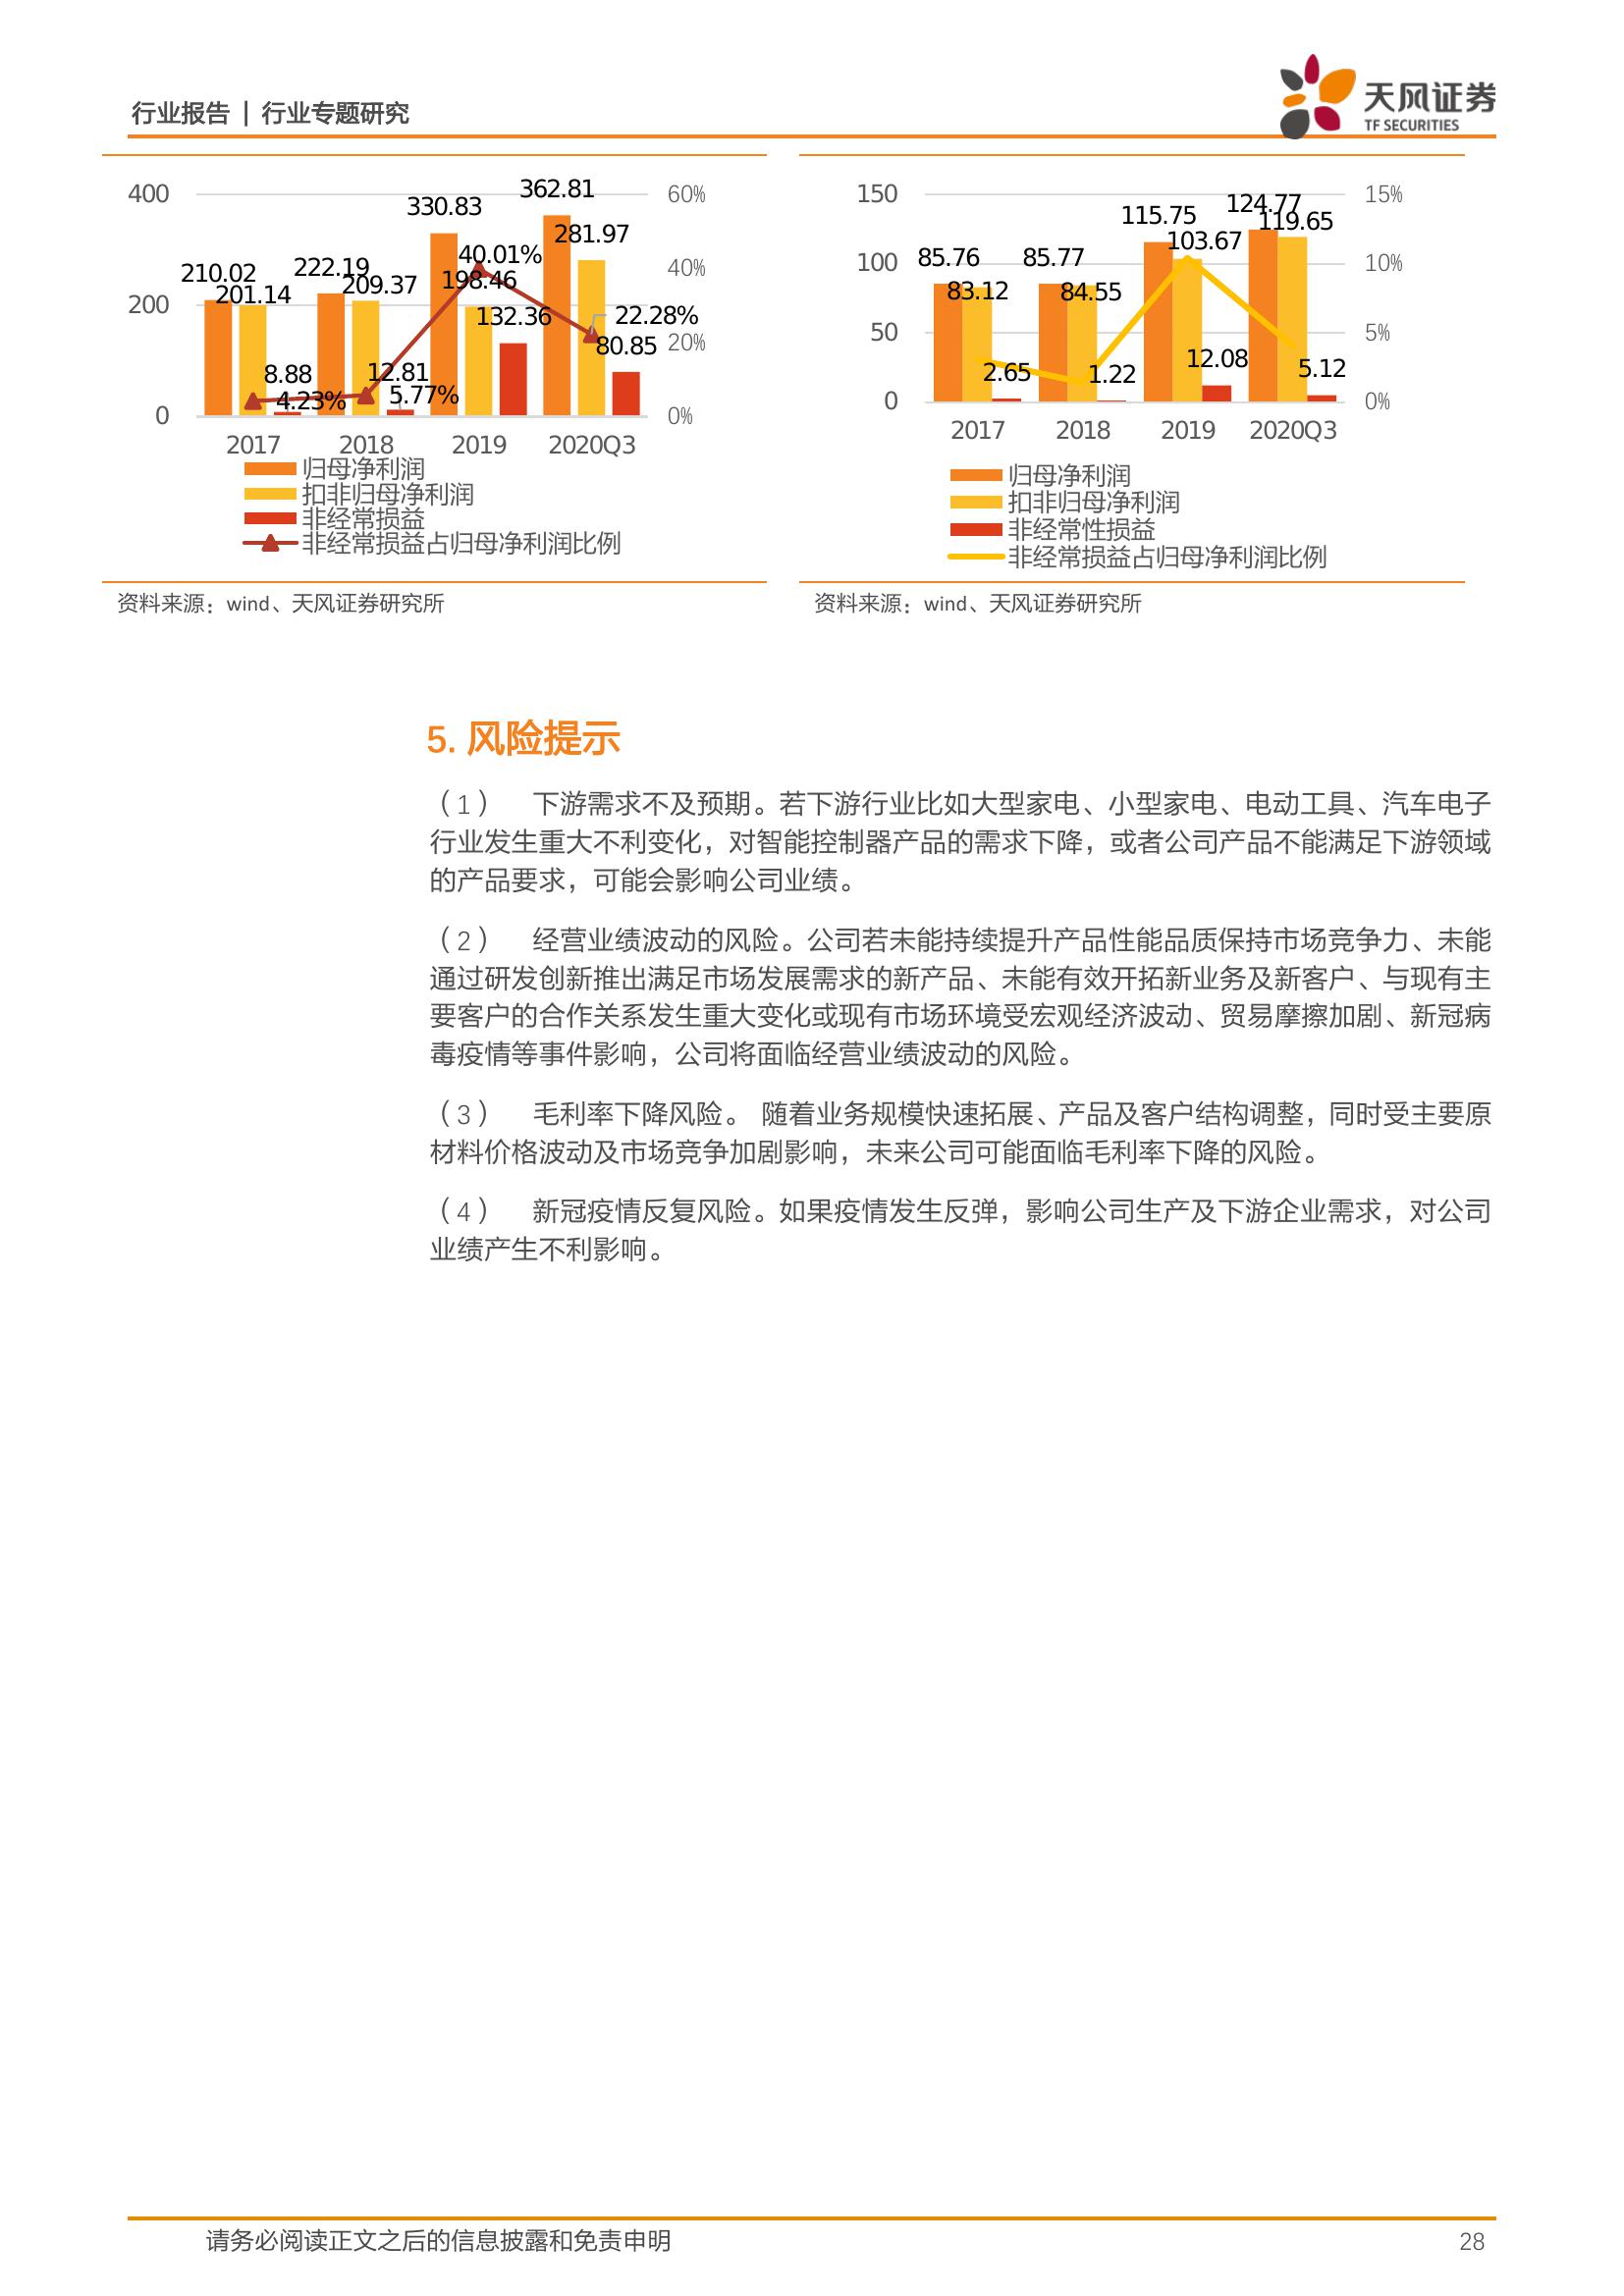 行业报告 | 行业专题研究
天风证券
TF SECURITIES
400
200
0
60%
40%
20%
0%
210.02
201.14
8.88
4.23%
222.19
209.37
12.81
5.77%
330.83
198.46
132.36
40.01%
362.81
281.97
80.85
22.28%
2017 2018 2019 2020Q3
归母净利润
扣非归母净利润
非经常损益
非经常损益占归母净利润比例
资料来源：wind、天风证券研究所
150
100
50
0
15%
10%
5%
0%
85.76
83.12
2.65
85.77
84.55
1.22
115.75
103.67
12.08
124.77
119.65
5.12
2017 2018 2019 2020Q3
归母净利润
扣非归母净利润
非经常性损益
非经常损益占归母净利润比例
资料来源：wind、天风证券研究所
5. 风险提示
（1） 下游需求不及预期。若下游行业比如大型家电、小型家电、电动工具、汽车电子
行业发生重大不利变化，对智能控制器产品的需求下降，或者公司产品不能满足下游领域
的产品要求，可能会影响公司业绩。
（2） 经营业绩波动的风险。公司若未能持续提升产品性能品质保持市场竞争力、未能
通过研发创新推出满足市场发展需求的新产品、未能有效开拓新业务及新客户、与现有主
要客户的合作关系发生重大变化或现有市场环境受宏观经济波动、贸易摩擦加剧、新冠病
毒疫情等事件影响，公司将面临经营业绩波动的风险。
（3） 毛利率下降风险。 随着业务规模快速拓展、产品及客户结构调整，同时受主要原
材料价格波动及市场竞争加剧影响，未来公司可能面临毛利率下降的风险。
（4） 新冠疫情反复风险。如果疫情发生反弹，影响公司生产及下游企业需求，对公司
业绩产生不利影响。
请务必阅读正文之后的信息披露和免责申明 28